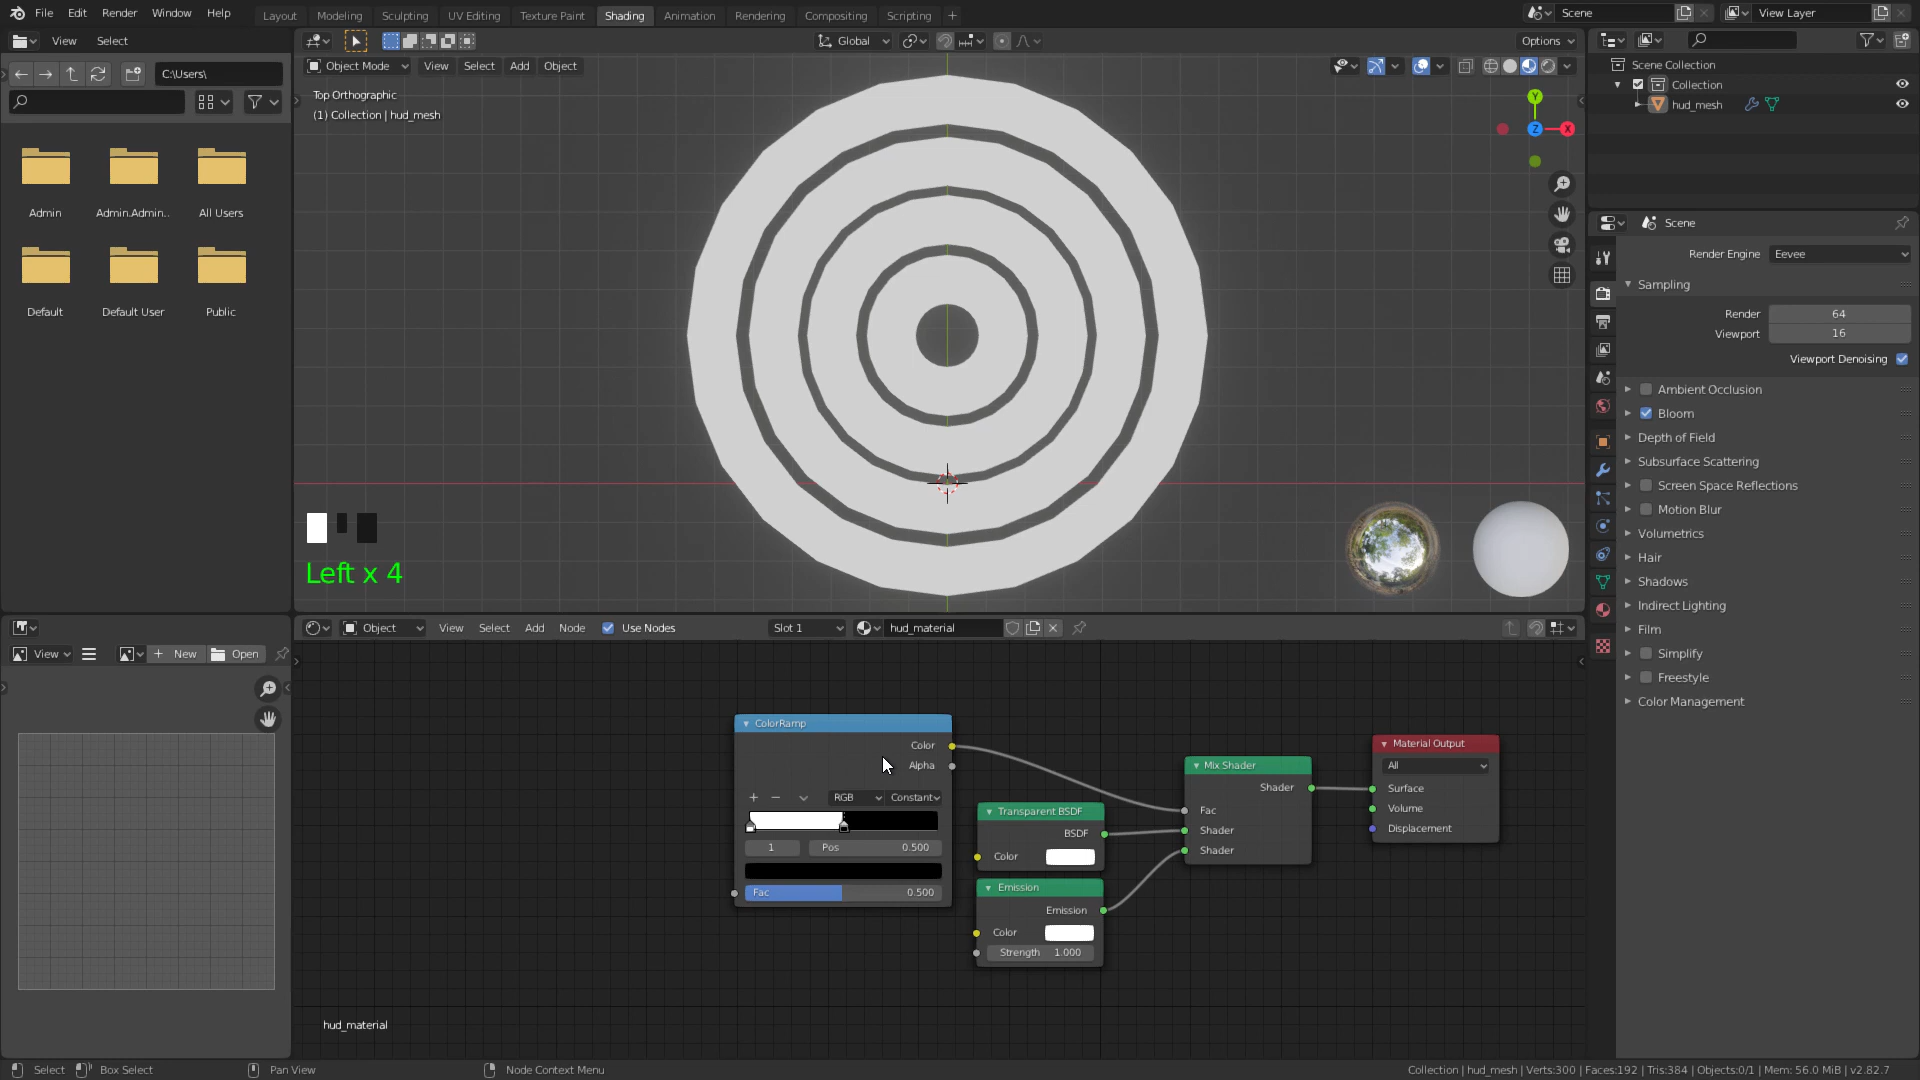 File Edit Render Window Help
Layout Modeling Sculpting UV Editing Texture Paint Shading Animation Rendering Compositing Scripting
Scene
View Layer
View Select
Global
Options
C:\Users\
Object Mode View Select Add Object
Top Orthographic
(1) Collection | hud_mesh
Y
Z
X
Admin
Admin.Admin..
All Users
Default
Default User
Public
Left x 4
Scene Collection
Collection
hud_mesh
Scene
Render Engine Eevee
Sampling
Render 64
Viewport 16
Viewport Denoising
Ambient Occlusion
Bloom
Depth of Field
Subsurface Scattering
Screen Space Reflections
Motion Blur
Volumetrics
Hair
Shadows
Indirect Lighting
Film
Simplify
Freestyle
Color Management
View
New
Open
Object View Select Add Node Use Nodes
Slot 1
hud_material
ColorRamp
Color
Alpha
RGB
Constant
1
Pos 0.500
Fac 0.500
Transparent BSDF
BSDF
Color
Emission
Emission
Color
Strength 1.000
Mix Shader
Shader
Fac
Shader
Shader
Material Output
All
Surface
Volume
Displacement
hud_material
Select
Box Select
Pan View
Node Context Menu
Collection | hud_mesh | Verts:300 | Faces:192 | Tris:384 | Objects:0/1 | Mem: 56.0 MiB | v2.82.7